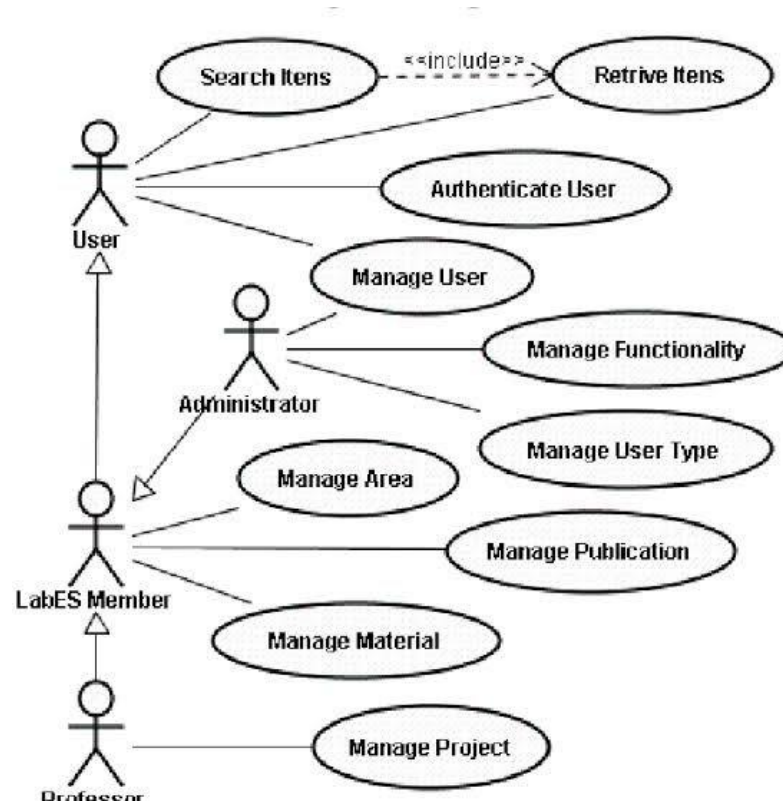 Search Itens
<<include>>
Retrive Itens
Authenticate User
User
Manage User
Manage Functionality
Administrator
Manage User Type
Manage Area
Manage Publication
LabES Member
Manage Material
Manage Project
Professor